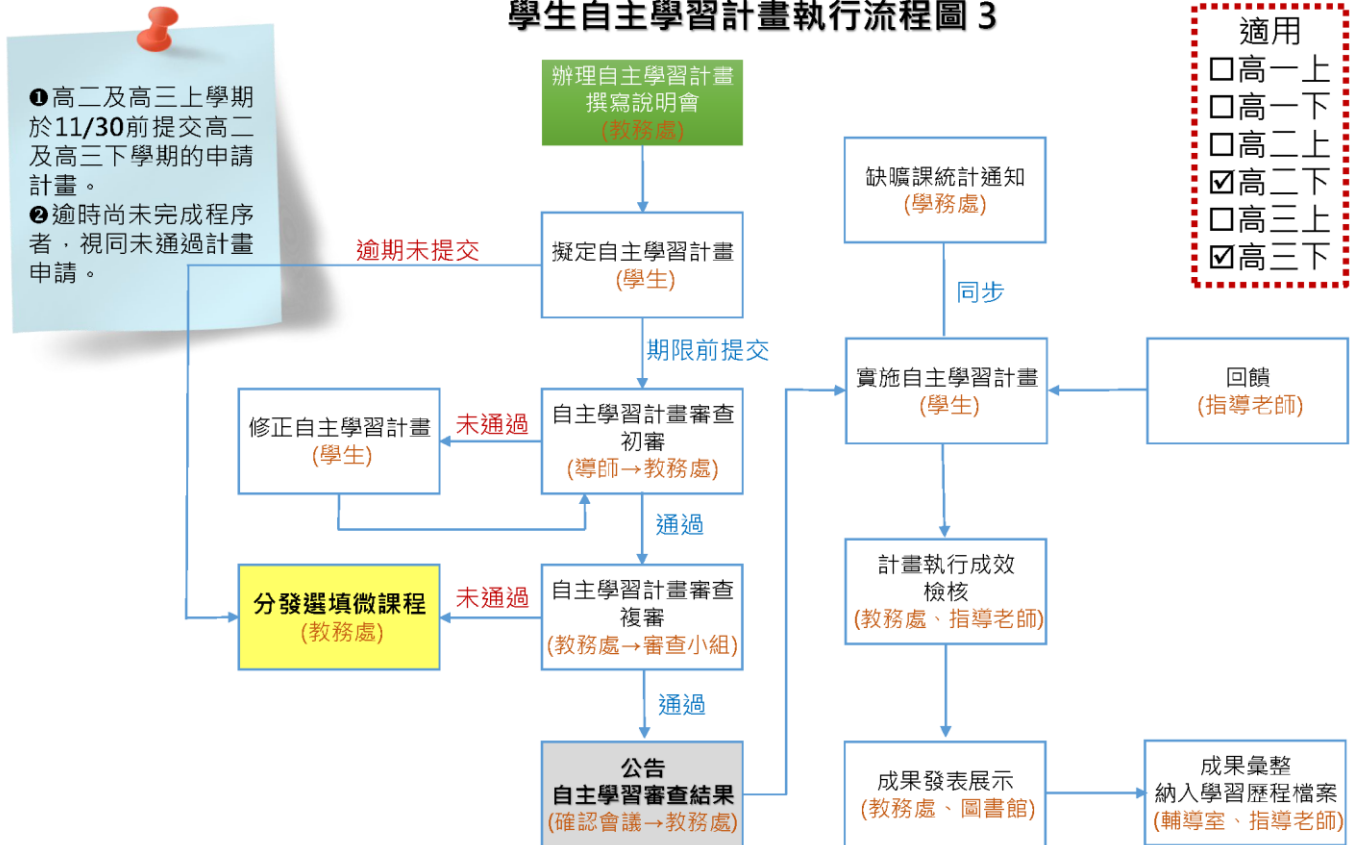 學生自主學習計畫執行流程圖 3
❶高二及高三上學期
於11/30前提交高二
及高三下學期的申請
計畫。
❷逾時尚未完成程序
者，視同未通過計畫
申請。
適用
☐高一上
☐高一下
☐高二上
☑高二下
☐高三上
☑高三下
辦理自主學習計畫
撰寫說明會
(教務處)
逾期未提交
擬定自主學習計畫
(學生)
期限前提交
修正自主學習計畫
(學生)
未通過
自主學習計畫審查
初審
(導師→教務處)
通過
分發選填微課程
(教務處)
未通過
自主學習計畫審查
複審
(教務處→審查小組)
通過
公告
自主學習審查結果
(確認會議→教務處)
缺曠課統計通知
(學務處)
同步
實施自主學習計畫
(學生)
回饋
(指導老師)
計畫執行成效
檢核
(教務處、指導老師)
成果發表展示
(教務處、圖書館)
成果彙整
納入學習歷程檔案
(輔導室、指導老師)